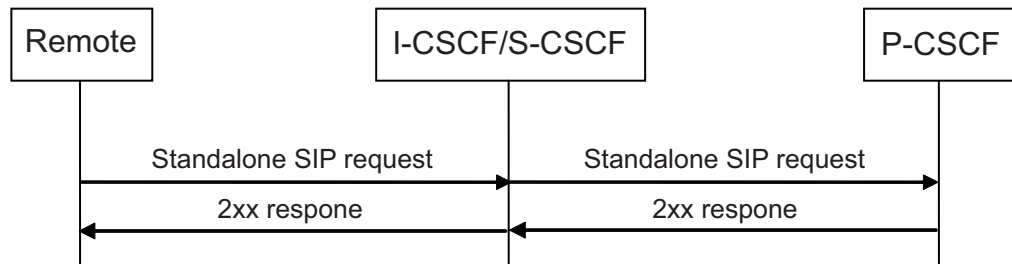 Remote
I-CSCF/S-CSCF
P-CSCF
Standalone SIP request
Standalone SIP request
2xx respone
2xx respone